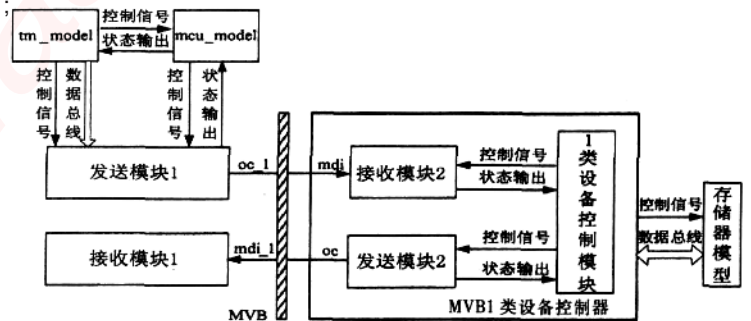 ;
控制信号
tm_model
mcu_model
状态输出
控制信号
数据总线
控制信号
状态输出
发送模块1
oc_1
mdi
接收模块2
控制信号
状态输出
1类设备控制模块
控制信号
数据总线
存储器模型
接收模块1
mdi_1
oc
发送模块2
控制信号
状态输出
MVB
MVB1类设备控制器